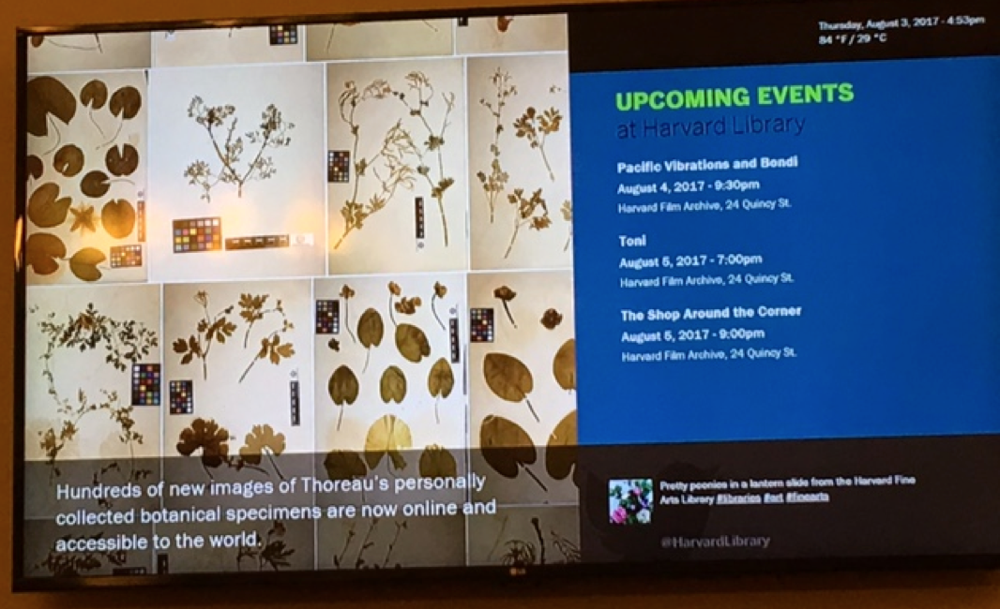 Thursday, August 3, 2017 - 4:53pm
84 °F / 29 °C
UPCOMING EVENTS
at Harvard Library
Pacific Vibrations and Bondi
August 4, 2017 - 9:30pm
Harvard Film Archive, 24 Quincy St.
Toni
August 5, 2017 - 7:00pm
Harvard Film Archive, 24 Quincy St.
The Shop Around the Corner
August 5, 2017 - 9:00pm
Harvard Film Archive, 24 Quincy St.
Hundreds of new images of Thoreau's personally
collected botanical specimens are now online and
accessible to the world.
Pretty peonies in a lantern slide from the Harvard Fine
Arts Library #libraries #art #finearts
@HarvardLibrary
LG